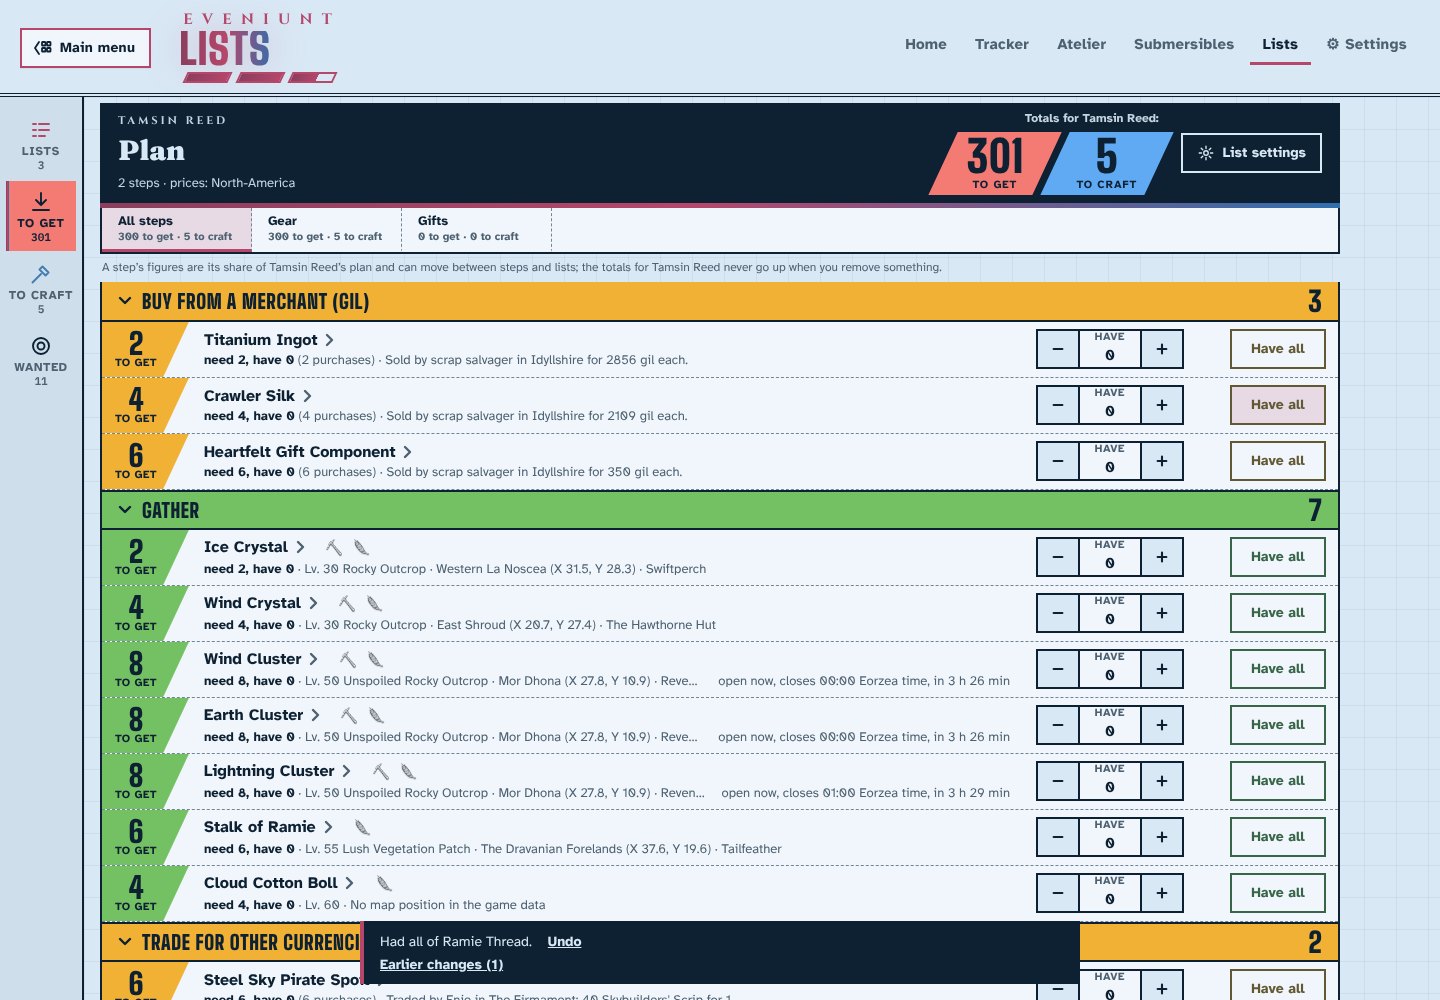 Main menu
EVENIUNT
LISTS
Home
Tracker
Atelier
Submersibles
Lists
Settings
LISTS
3
TO GET
301
TO CRAFT
5
WANTED
11
TAMSIN REED
Plan
2 steps · prices: North-America
Totals for Tamsin Reed:
301
TO GET
5
TO CRAFT
List settings
All steps
300 to get · 5 to craft
Gear
300 to get · 5 to craft
Gifts
0 to get · 0 to craft
A step's figures are its share of Tamsin Reed's plan and can move between steps and lists; the totals for Tamsin Reed never go up when you remove something.
BUY FROM A MERCHANT (GIL)
3
2
TO GET
Titanium Ingot
need 2, have 0 (2 purchases) · Sold by scrap salvager in Idyllshire for 2856 gil each.
−
HAVE
0
+
Have all
4
TO GET
Crawler Silk
need 4, have 0 (4 purchases) · Sold by scrap salvager in Idyllshire for 2109 gil each.
−
HAVE
0
+
Have all
6
TO GET
Heartfelt Gift Component
need 6, have 0 (6 purchases) · Sold by scrap salvager in Idyllshire for 350 gil each.
−
HAVE
0
+
Have all
GATHER
7
2
TO GET
Ice Crystal
need 2, have 0 · Lv. 30 Rocky Outcrop · Western La Noscea (X 31.5, Y 28.3) · Swiftperch
−
HAVE
0
+
Have all
4
TO GET
Wind Crystal
need 4, have 0 · Lv. 30 Rocky Outcrop · East Shroud (X 20.7, Y 27.4) · The Hawthorne Hut
−
HAVE
0
+
Have all
8
TO GET
Wind Cluster
need 8, have 0 · Lv. 50 Unspoiled Rocky Outcrop · Mor Dhona (X 27.8, Y 10.9) · Reve... open now, closes 00:00 Eorzea time, in 3 h 26 min
−
HAVE
0
+
Have all
8
TO GET
Earth Cluster
need 8, have 0 · Lv. 50 Unspoiled Rocky Outcrop · Mor Dhona (X 27.8, Y 10.9) · Reve... open now, closes 00:00 Eorzea time, in 3 h 26 min
−
HAVE
0
+
Have all
8
TO GET
Lightning Cluster
need 8, have 0 · Lv. 50 Unspoiled Rocky Outcrop · Mor Dhona (X 27.8, Y 10.9) · Reven... open now, closes 01:00 Eorzea time, in 3 h 29 min
−
HAVE
0
+
Have all
6
TO GET
Stalk of Ramie
need 6, have 0 · Lv. 55 Lush Vegetation Patch · The Dravanian Forelands (X 37.6, Y 19.6) · Tailfeather
−
HAVE
0
+
Have all
4
TO GET
Cloud Cotton Boll
need 4, have 0 · Lv. 60 · No map position in the game data
−
HAVE
0
+
Have all
TRADE FOR OTHER CURRENCI
2
Had all of Ramie Thread. Undo
Earlier changes (1)
6
TO GET
Steel Sky Pirate Spo
need 6, have 0 (6 purchases) · Traded by Enie in The Firmament: 40 Skybuilders' Scrip for 1
−
HAVE
0
+
Have all